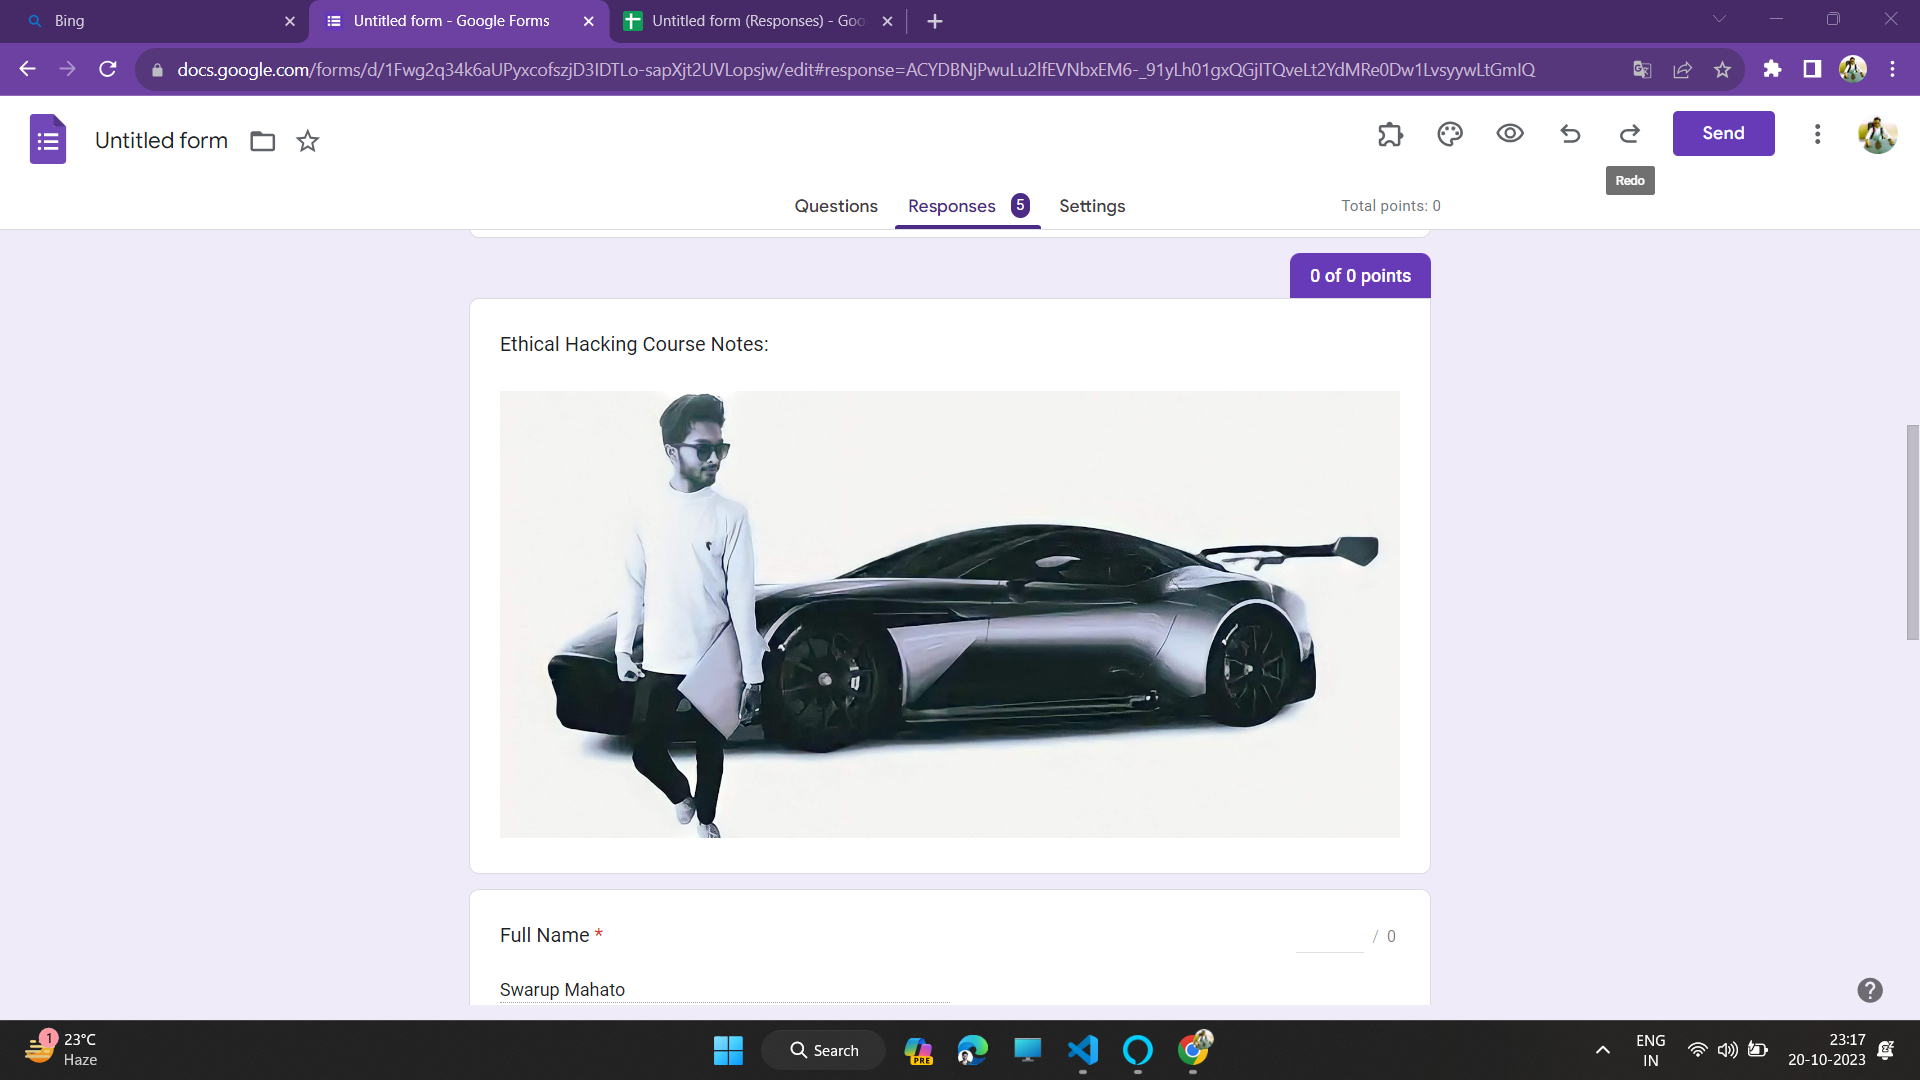 Bing
Untitled form - Google Forms
Untitled form (Responses) - Goo
docs.google.com/forms/d/1Fwg2q34k6aUPyxcofszjD3IDTLo-sapXjt2UVLopsjw/edit#response=ACYDBNjPwuLu2lfEVNbxEM6-_91yLh01gxQGjITQveLt2YdMRe0Dw1LvsyywLtGmIQ
Untitled form
Send
Redo
Questions
Responses 5
Settings
Total points: 0
0 of 0 points
Ethical Hacking Course Notes:
Full Name *
/ 0
Swarup Mahato
1
23°C
Haze
Search
PRE
ENG
IN
23:17
20-10-2023